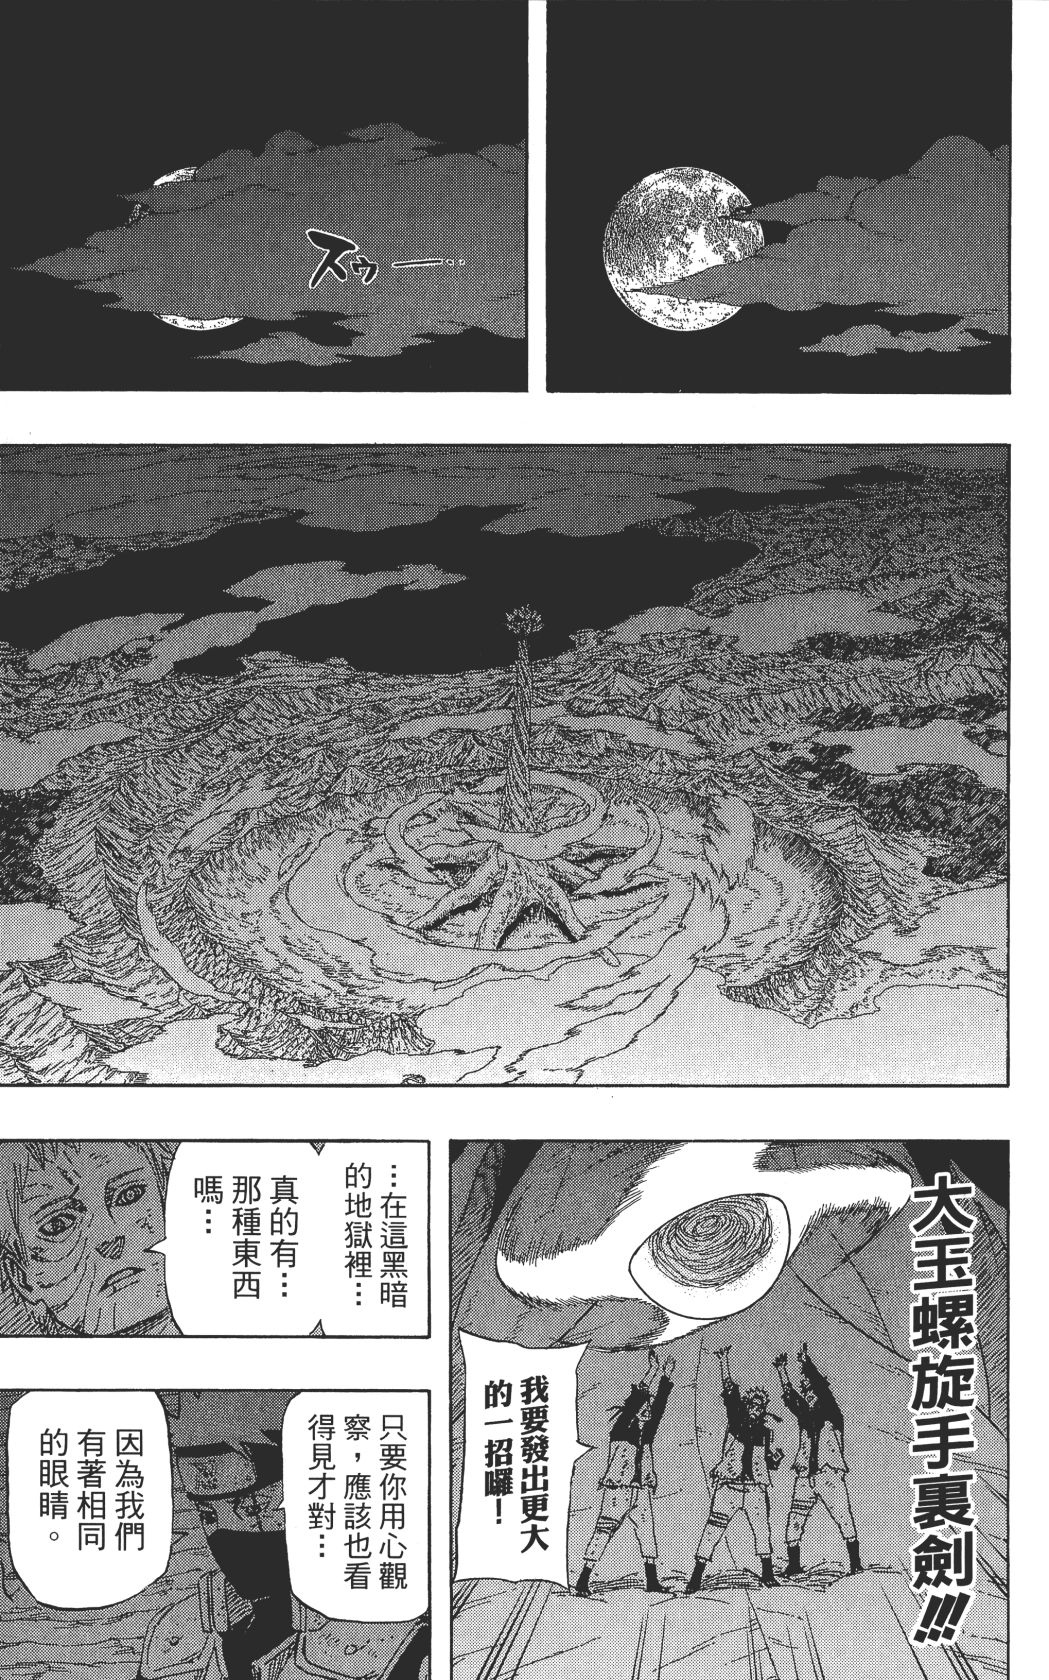 スゥ──…
大玉螺旋手裏劍!!!
我要發出更大
的一招囉！
…在這黑暗
的地獄裡…
真的有…
那種東西
嗎…
只要你用心觀
察，應該也看
得見才對…
因為我們
有著相同
的眼睛。